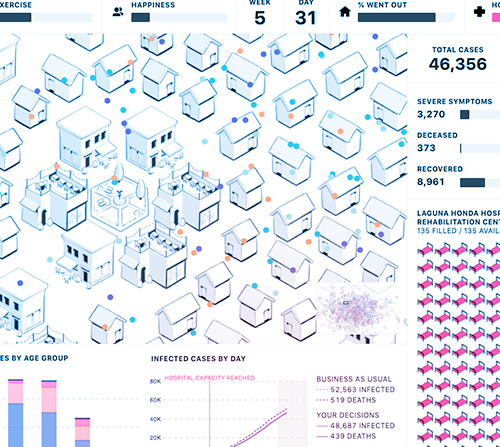 EXERCISE
HAPPINESS
WEEK
5
DAY
31
% WENT OUT
TOTAL CASES
46,356
SEVERE SYMPTOMS
3,270
DECEASED
373
RECOVERED
8,961
LAGUNA HONDA HOSP
REHABILITATION CENT
135 FILLED / 135 AVAIL
ES BY AGE GROUP
INFECTED CASES BY DAY
80K
HOSPITAL CAPACITY REACHED
60K
40K
20K
BUSINESS AS USUAL
52,563 INFECTED
519 DEATHS
YOUR DECISIONS
48,687 INFECTED
439 DEATHS